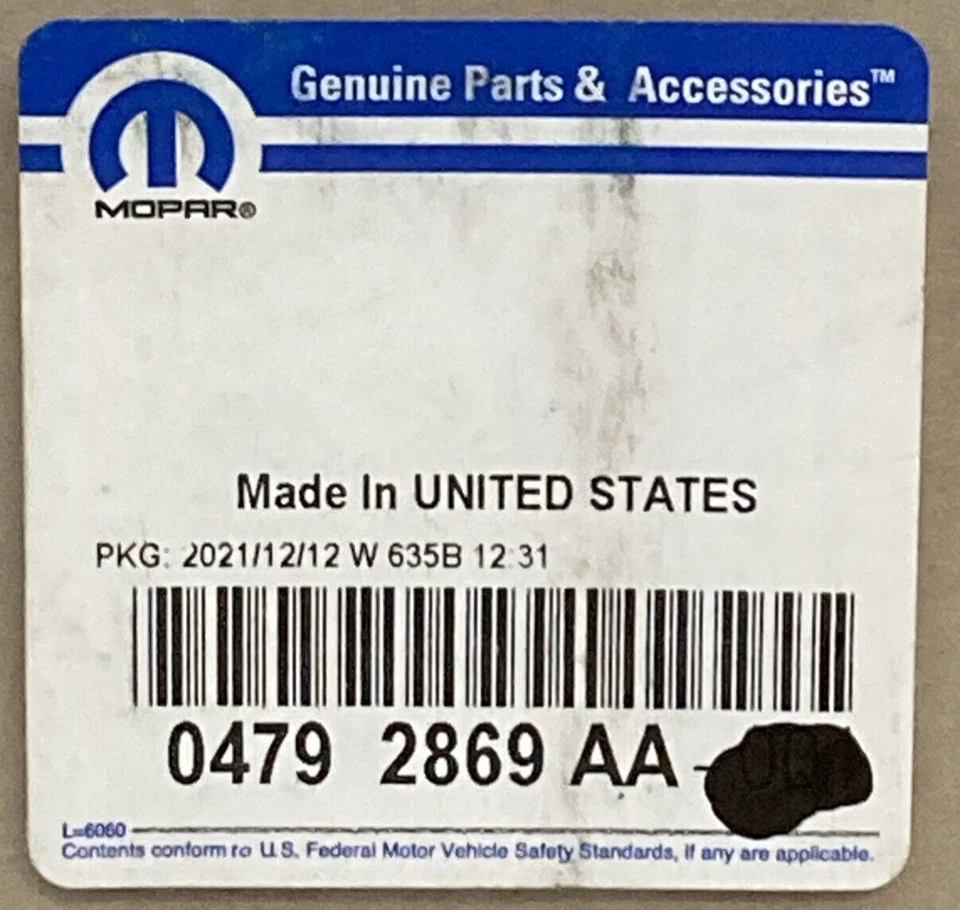 Genuine Parts & Accessories™
MOPAR®
Made In UNITED STATES
PKG: 2021/12/12 W 635B 12:31
0479 2869 AA-
L=6060
Contents conform to U.S. Federal Motor Vehicle Safety Standards, if any are applicable.